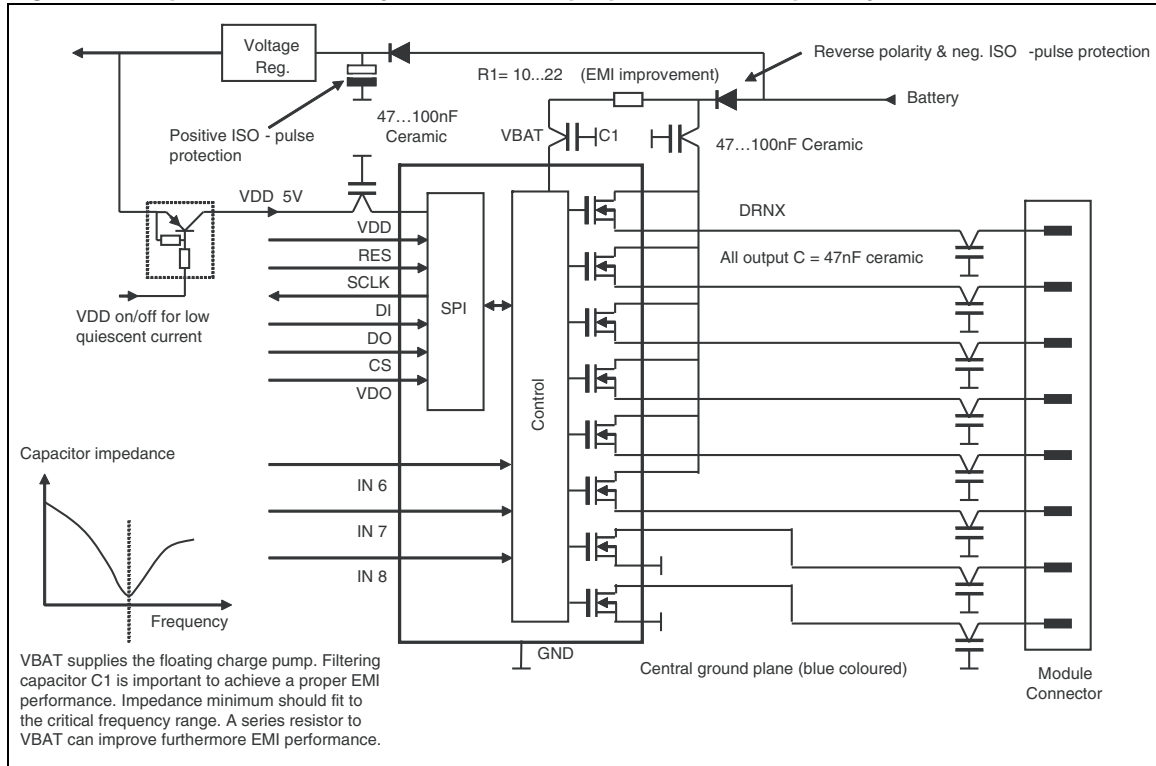 Voltage
Reg.
Reverse polarity & neg. ISO -pulse protection
R1= 10...22 (EMI improvement)
Battery
Positive ISO - pulse
protection
47...100nF
Ceramic
VBAT
C1
47...100nF Ceramic
VDD 5V
DRNX
VDD
RES
SCLK
DI
DO
CS
VDO
SPI
Control
All output C = 47nF ceramic
VDD on/off for low
quiescent current
Capacitor impedance
Frequency
IN 6
IN 7
IN 8
GND
Central ground plane (blue coloured)
Module
Connector
VBAT supplies the floating charge pump. Filtering
capacitor C1 is important to achieve a proper EMI
performance. Impedance minimum should fit to
the critical frequency range. A series resistor to
VBAT can improve furthermore EMI performance.